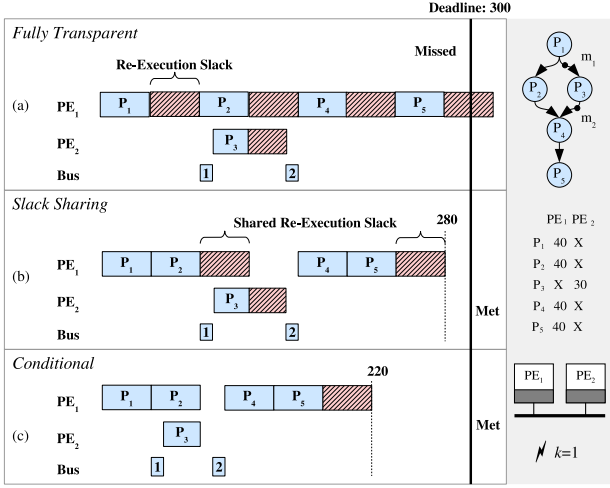 Deadline: 300
Fully Transparent
Missed
Re-Execution Slack
(a)
PE1 P1 P2 P4 P5
PE2 P3
Bus 1 2
Slack Sharing
Shared Re-Execution Slack
280
(b)
PE1 P1 P2 P4 P5
PE2 P3
Bus 1 2
Met
Conditional
220
(c)
PE1 P1 P2 P4 P5
PE2 P3
Bus 1 2
Met
P1
m1
P2 P3
m2
P4
P5
PE1 PE2
P1 40 X
P2 40 X
P3 X 30
P4 40 X
P5 40 X
PE1 PE2
k=1